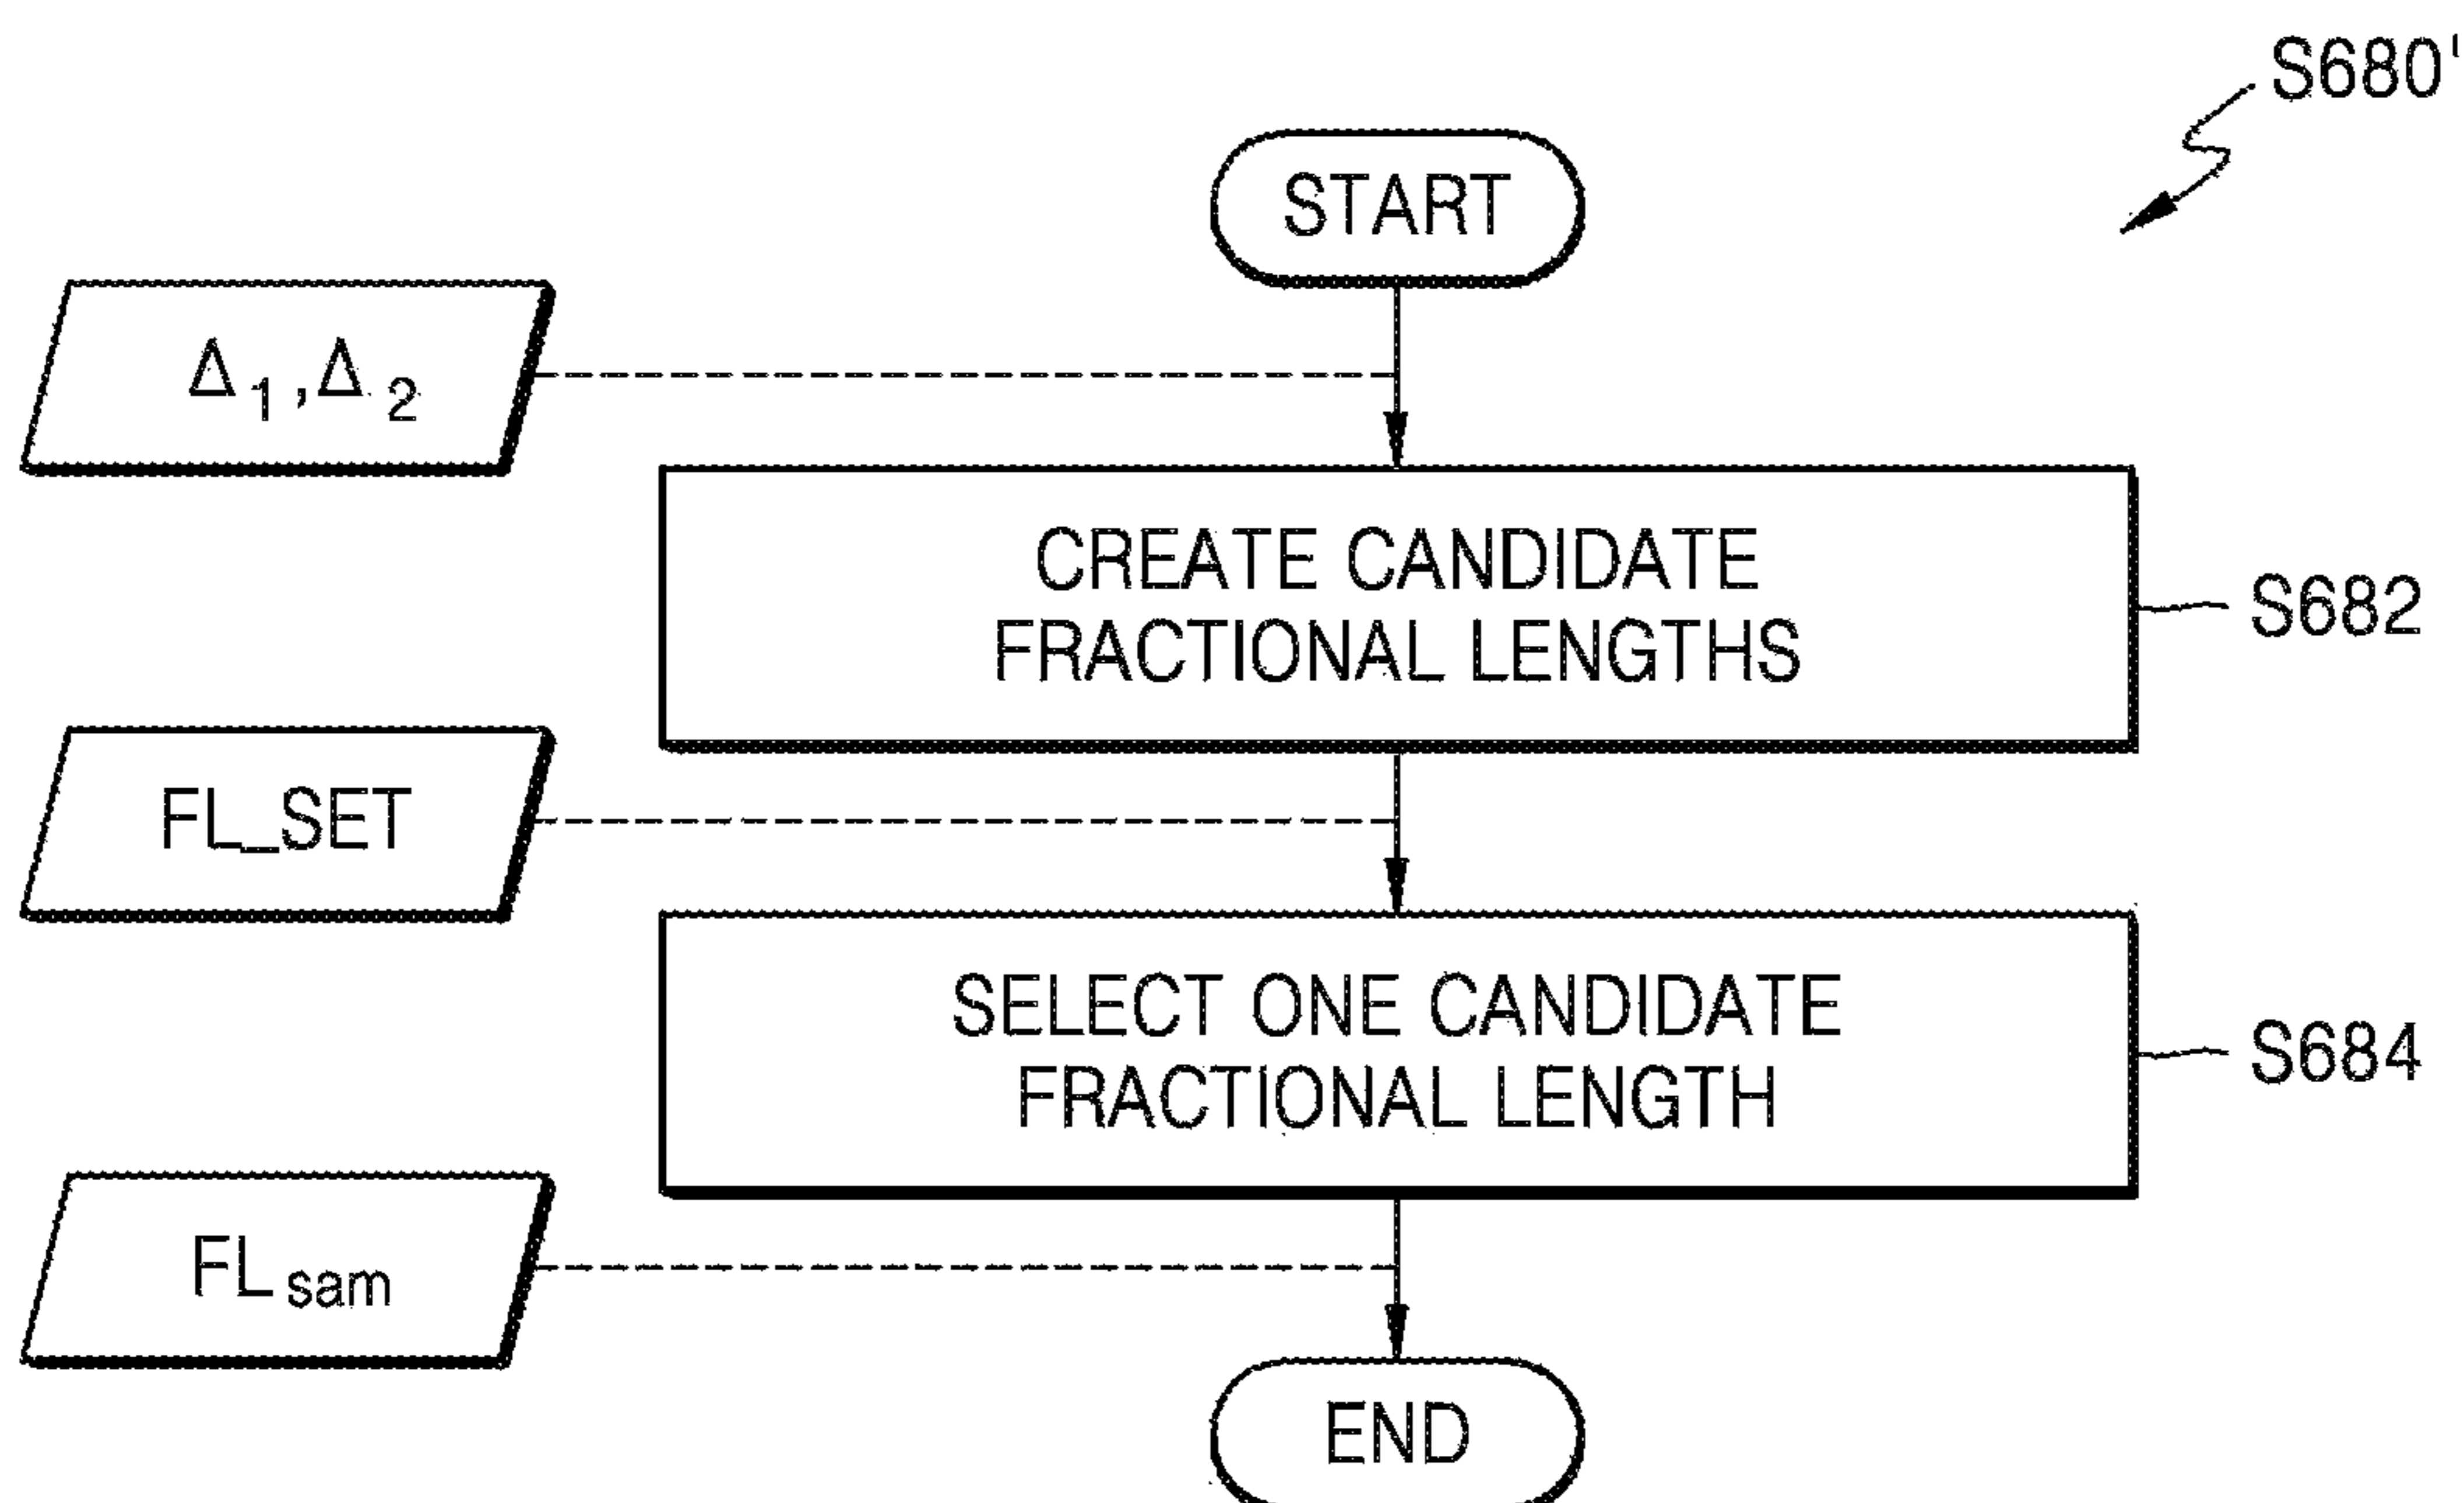 S680'
START
Δ1,Δ2
CREATE CANDIDATE
FRACTIONAL LENGTHS
S682
FL_SET
SELECT ONE CANDIDATE
FRACTIONAL LENGTH
S684
FLsam
END